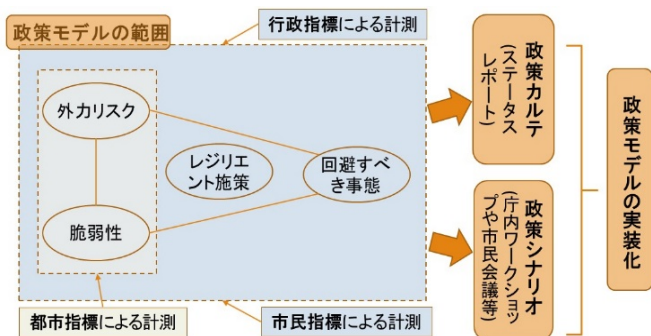 政策モデルの範囲
行政指標による計測
外力リスク
レジリ
エント施策
回避すべ
き事態
脆弱性
都市指標による計測
市民指標による計測
政策カルテ
(ステータス
レポート)
政策シナリオ
(庁内ワークショッ
プや市民会議等)
政策モデルの実装化